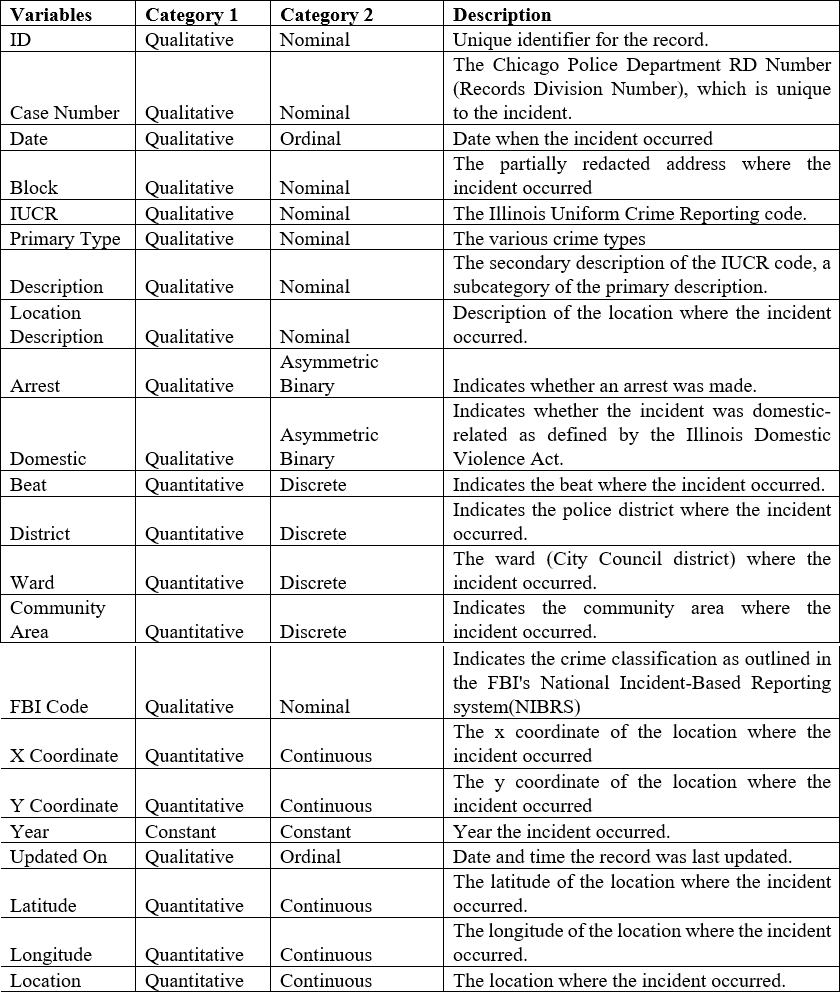 Variables Category 1 Category 2 Description
ID Qualitative Nominal Unique identifier for the record.
The Chicago Police Department RD Number
(Records Division Number), which is unique
Case Number Qualitative Nominal to the incident.
Date Qualitative Ordinal Date when the incident occurred
The partially redacted address where the
Block Qualitative Nominal incident occurred
IUCR Qualitative Nominal The Illinois Uniform Crime Reporting code.
Primary Type Qualitative Nominal The various crime types
The secondary description of the IUCR code, a
Description Qualitative Nominal subcategory of the primary description.
Location Description of the location where the incident
Description Qualitative Nominal occurred.
Asymmetric
Arrest Qualitative Binary Indicates whether an arrest was made.
Indicates whether the incident was domestic-
Asymmetric related as defined by the Illinois Domestic
Domestic Qualitative Binary Violence Act.
Beat Quantitative Discrete Indicates the beat where the incident occurred.
Indicates the police district where the incident
District Quantitative Discrete occurred.
The ward (City Council district) where the
Ward Quantitative Discrete incident occurred.
Community Indicates the community area where the
Area Quantitative Discrete incident occurred.
Indicates the crime classification as outlined in
the FBI's National Incident-Based Reporting
FBI Code Qualitative Nominal system(NIBRS)
The x coordinate of the location where the
X Coordinate Quantitative Continuous incident occurred
The y coordinate of the location where the
Y Coordinate Quantitative Continuous incident occurred
Year Constant Constant Year the incident occurred.
Updated On Qualitative Ordinal Date and time the record was last updated.
The latitude of the location where the incident
Latitude Quantitative Continuous occurred.
The longitude of the location where the incident
Longitude Quantitative Continuous occurred.
Location Quantitative Continuous The location where the incident occurred.